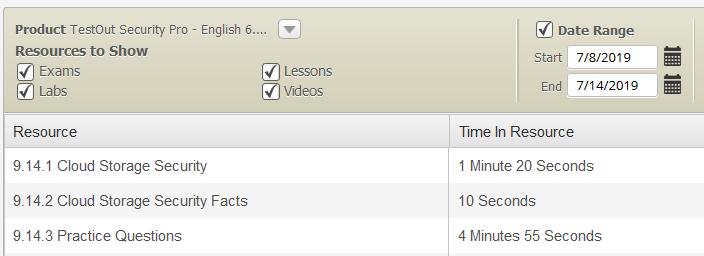 Product TestOut Security Pro - English 6....
Resources to Show
Exams
Lessons
Labs
Videos
Date Range
Start 7/8/2019
End 7/14/2019
Resource Time In Resource
9.14.1 Cloud Storage Security 1 Minute 20 Seconds
9.14.2 Cloud Storage Security Facts 10 Seconds
9.14.3 Practice Questions 4 Minutes 55 Seconds